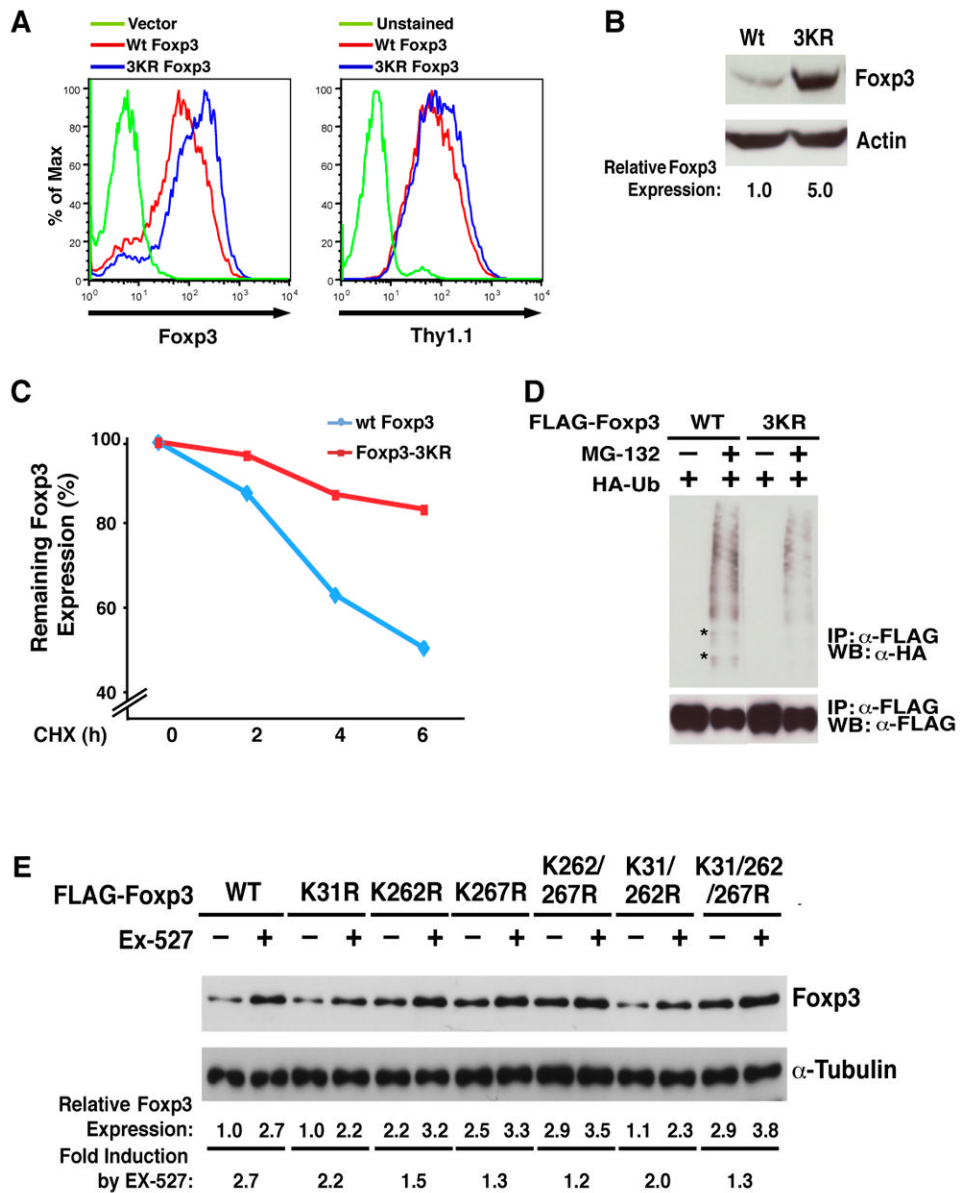 A
Vector
Wt Foxp3
3KR Foxp3
% of Max
100
80
60
40
20
0
10^0 10^1 10^2 10^3 10^4
Foxp3
Unstained
Wt Foxp3
3KR Foxp3
100
80
60
40
20
0
10^0 10^1 10^2 10^3 10^4
Thy1.1
B
Wt 3KR
Foxp3
Actin
Relative Foxp3
Expression: 1.0 5.0
C
wt Foxp3
Foxp3-3KR
Remaining Foxp3
Expression (%)
100
80
60
40
CHX (h) 0 2 4 6
D
FLAG-Foxp3 WT 3KR
MG-132 − + − +
HA-Ub + + + +
*
*
IP: α-FLAG
WB: α-HA
IP: α-FLAG
WB: α-FLAG
E
FLAG-Foxp3 WT K31R K262R K267R K262/267R K31/262R K31/262/267R
Ex-527 − + − + − + − + − + − + − +
Foxp3
α-Tubulin
Relative Foxp3
Expression: 1.0 2.7 1.0 2.2 2.2 3.2 2.5 3.3 2.9 3.5 1.1 2.3 2.9 3.8
Fold Induction
by EX-527: 2.7 2.2 1.5 1.3 1.2 2.0 1.3